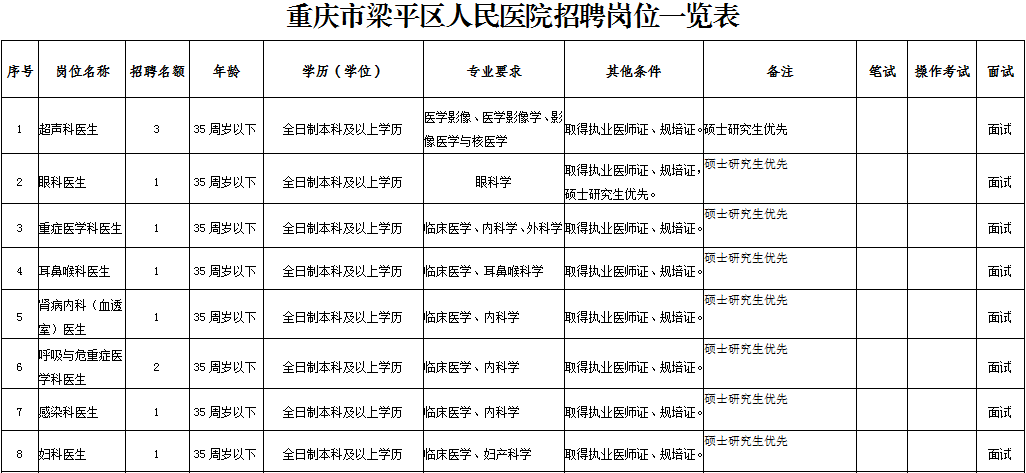 重庆市梁平区人民医院招聘岗位一览表
序号 岗位名称 招聘名额 年龄 学历（学位） 专业要求 其他条件 备注 笔试 操作考试 面试
1 超声科医生 3 35周岁以下 全日制本科及以上学历 医学影像、医学影像学、影像医学与核医学 取得执业医师证、规培证。 硕士研究生优先 面试
2 眼科医生 1 35周岁以下 全日制本科及以上学历 眼科学 取得执业医师证、规培证，硕士研究生优先。 硕士研究生优先 面试
3 重症医学科医生 1 35周岁以下 全日制本科及以上学历 临床医学、内科学、外科学 取得执业医师证、规培证。 硕士研究生优先 面试
4 耳鼻喉科医生 1 35周岁以下 全日制本科及以上学历 临床医学、耳鼻喉科学 取得执业医师证、规培证。 硕士研究生优先 面试
5 肾病内科（血透室）医生 1 35周岁以下 全日制本科及以上学历 临床医学、内科学 取得执业医师证、规培证。 硕士研究生优先 面试
6 呼吸与危重症医学科医生 2 35周岁以下 全日制本科及以上学历 临床医学、内科学 取得执业医师证、规培证。 硕士研究生优先 面试
7 感染科医生 1 35周岁以下 全日制本科及以上学历 临床医学、内科学 取得执业医师证、规培证。 硕士研究生优先 面试
8 妇科医生 1 35周岁以下 全日制本科及以上学历 临床医学、妇产科学 取得执业医师证、规培证。 硕士研究生优先 面试